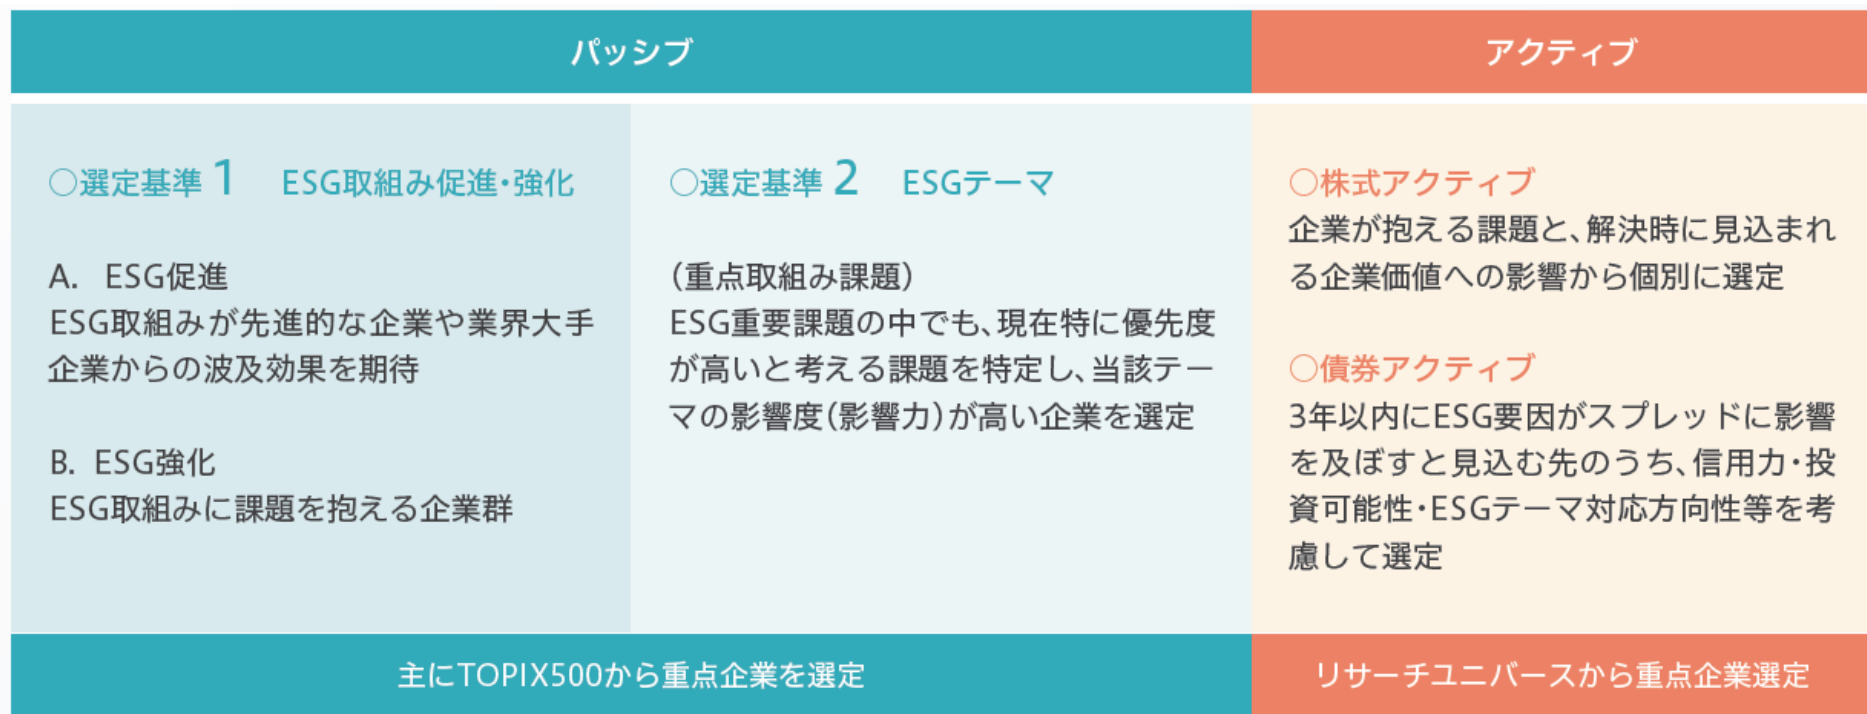 パッシブ
アクティブ
○選定基準 1 ESG取組み促進・強化
A. ESG促進
ESG取組みが先進的な企業や業界大手
企業からの波及効果を期待
B. ESG強化
ESG取組みに課題を抱える企業群
○選定基準 2 ESGテーマ
(重点取組み課題)
ESG重要課題の中でも、現在特に優先度
が高いと考える課題を特定し、当該テー
マの影響度(影響力)が高い企業を選定
○株式アクティブ
企業が抱える課題と、解決時に見込まれ
る企業価値への影響から個別に選定
○債券アクティブ
3年以内にESG要因がスプレッドに影響
を及ぼすと見込む先のうち、信用力・投
資可能性・ESGテーマ対応方向性等を考
慮して選定
主にTOPIX500から重点企業を選定
リサーチユニバースから重点企業選定